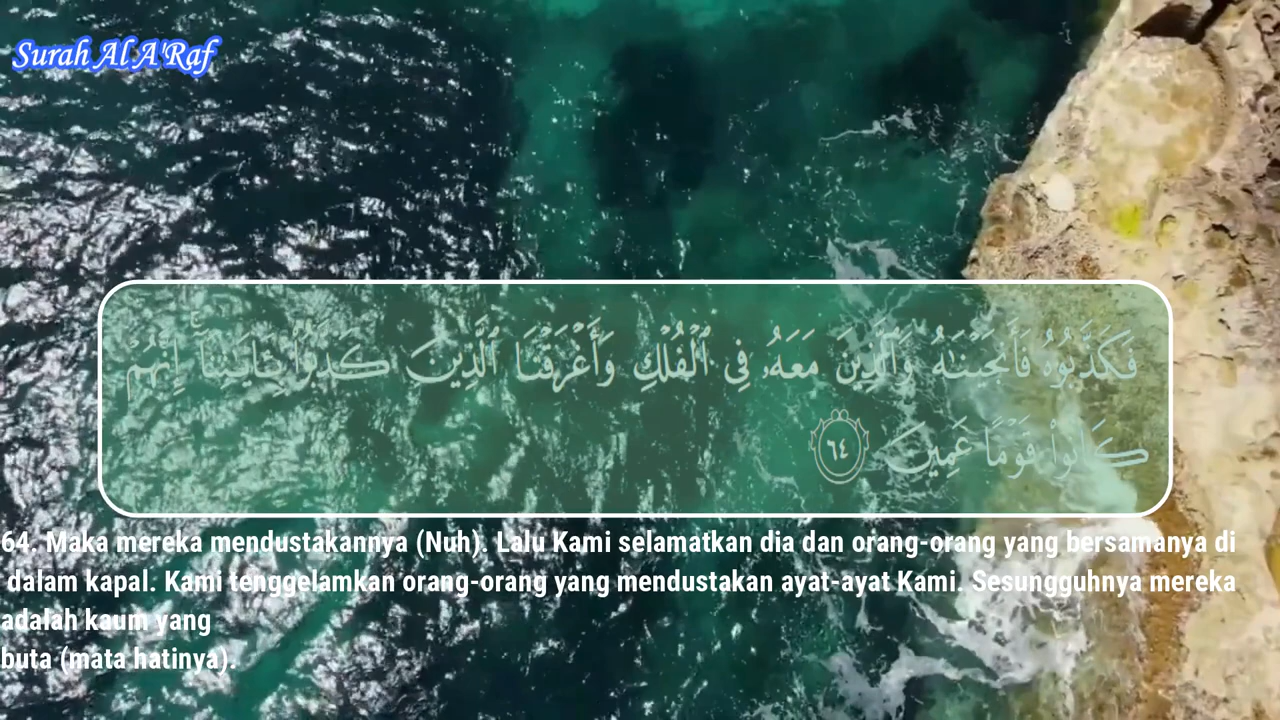 Surah Al A'Raf
فَكَذَّبُوهُ فَأَنجَيْنَٰهُ وَٱلَّذِينَ مَعَهُۥ فِى ٱلْفُلْكِ وَأَغْرَقْنَا ٱلَّذِينَ كَذَّبُوا۟ بِـَٔايَٰتِنَآ ۚ إِنَّهُمْ
كَانُوا۟ قَوْمًا عَمِينَ ٦٤
64. Maka mereka mendustakannya (Nuh). Lalu Kami selamatkan dia dan orang-orang yang bersamanya di
dalam kapal. Kami tenggelamkan orang-orang yang mendustakan ayat-ayat Kami. Sesungguhnya mereka
adalah kaum yang
buta (mata hatinya).